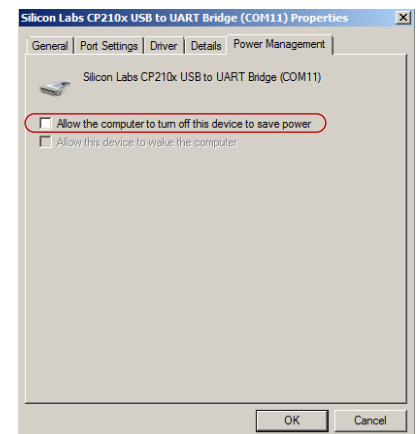 Silicon Labs CP210x USB to UART Bridge (COM11) Properties
General Port Settings Driver Details Power Management
Silicon Labs CP210x USB to UART Bridge (COM11)
Allow the computer to turn off this device to save power
Allow this device to wake the computer
OK Cancel